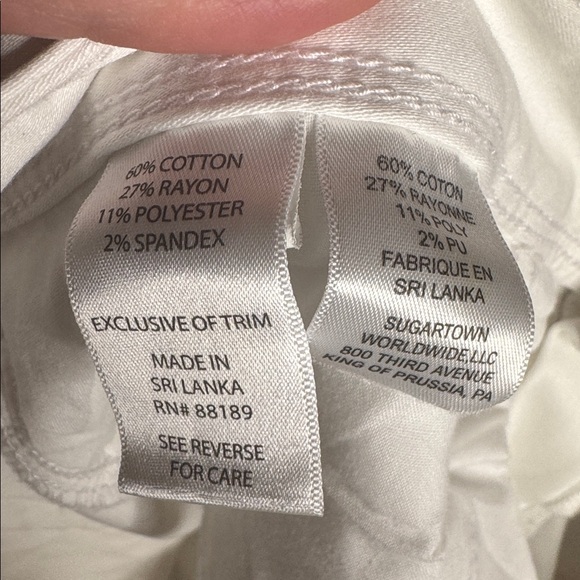 60% COTTON
27% RAYON
11% POLYESTER
2% SPANDEX
EXCLUSIVE OF TRIM
MADE IN
SRI LANKA
RN# 88189
SEE REVERSE
FOR CARE
60% COTON
27% RAYONNE
11% POLY
2% PU
FABRIQUE EN
SRI LANKA
SUGARTOWN
WORLDWIDE LLC
800 THIRD AVENUE
KING OF PRUSSIA, PA